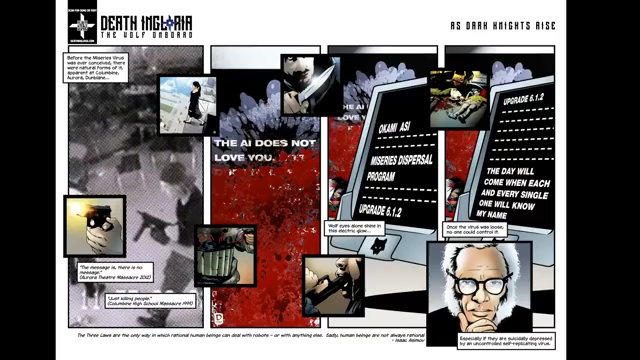 DEATH INGLORIA
THE WOLF ONBOARD
AS DARK KNIGHTS RISE
Before the Miseries Virus
was ever conceived, there
were natural forms of it,
apparent at Columbine,
Aurora, Dunblane...
THE AI DOES NOT
LOVE YOU
THE AI
LOVE YOU
OKAMI ASI
MISERIES DISPERSAL
PROGRAM
UPGRADE 6.1.2
UPGRADE 6.1.2
THE DAY WILL
COME WHEN EACH
AND EVERY SINGLE
ONE WILL KNOW
MY NAME
Wolf eyes alone shine in
this electric glow...
Once the virus was loose,
no one could control it.
"The message is, there is no
message."
(Aurora Theatre Massacre 2012)
"Just killing people."
(Columbine High School Massacre 1999)
Especially if they are suicidally depressed
by an uncontrolled self-replicating virus.
The Three Laws are the only way in which rational human beings can deal with robots - or with anything else. Sadly, human beings are not always rational
- Isaac Asimov